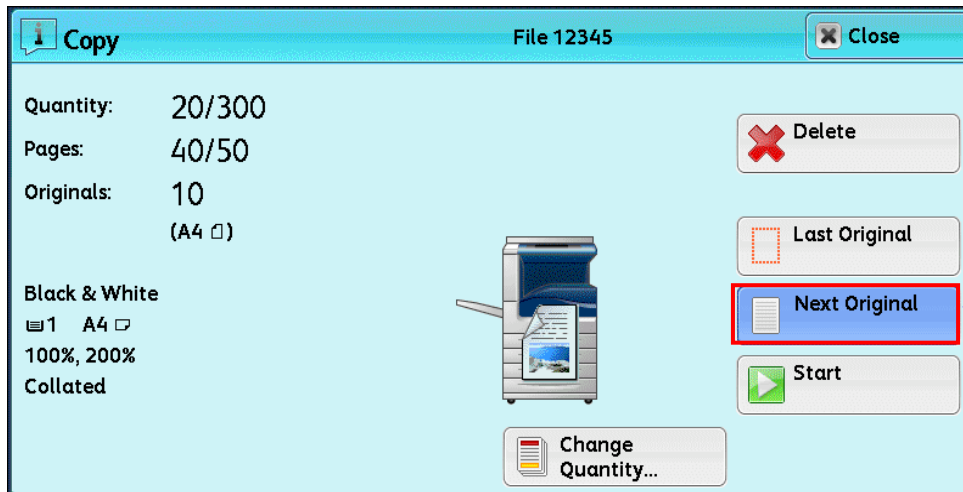 Copy
File 12345
Close
Quantity: 20/300
Pages: 40/50
Originals: 10
(A4)
Black & White
1 A4
100%, 200%
Collated
Delete
Last Original
Next Original
Start
Change
Quantity...